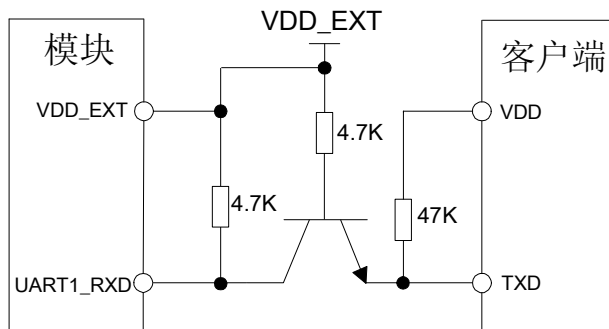 VDD_EXT
模块
客户端
VDD_EXT
VDD
4.7K
4.7K
47K
UART1_RXD
TXD